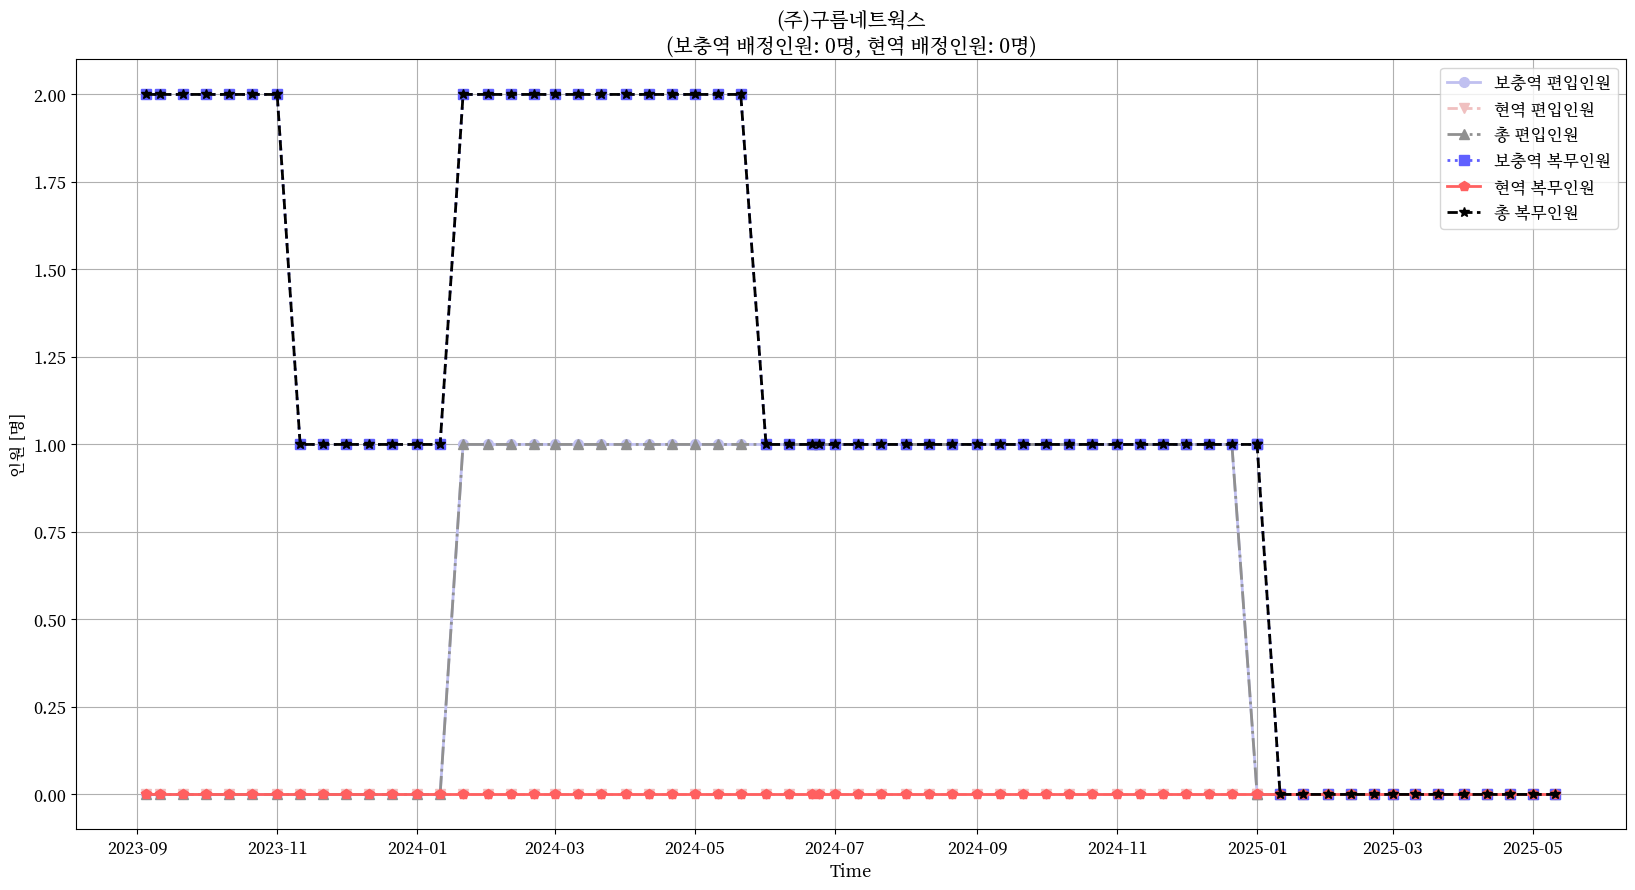 (주)구름네트웍스
(보충역 배정인원: 0명, 현역 배정인원: 0명)
보충역 편입인원
현역 편입인원
총 편입인원
보충역 복무인원
현역 복무인원
총 복무인원
인원 [명]
2.00
1.75
1.50
1.25
1.00
0.75
0.50
0.25
0.00
2023-09 2023-11 2024-01 2024-03 2024-05 2024-07 2024-09 2024-11 2025-01 2025-03 2025-05
Time